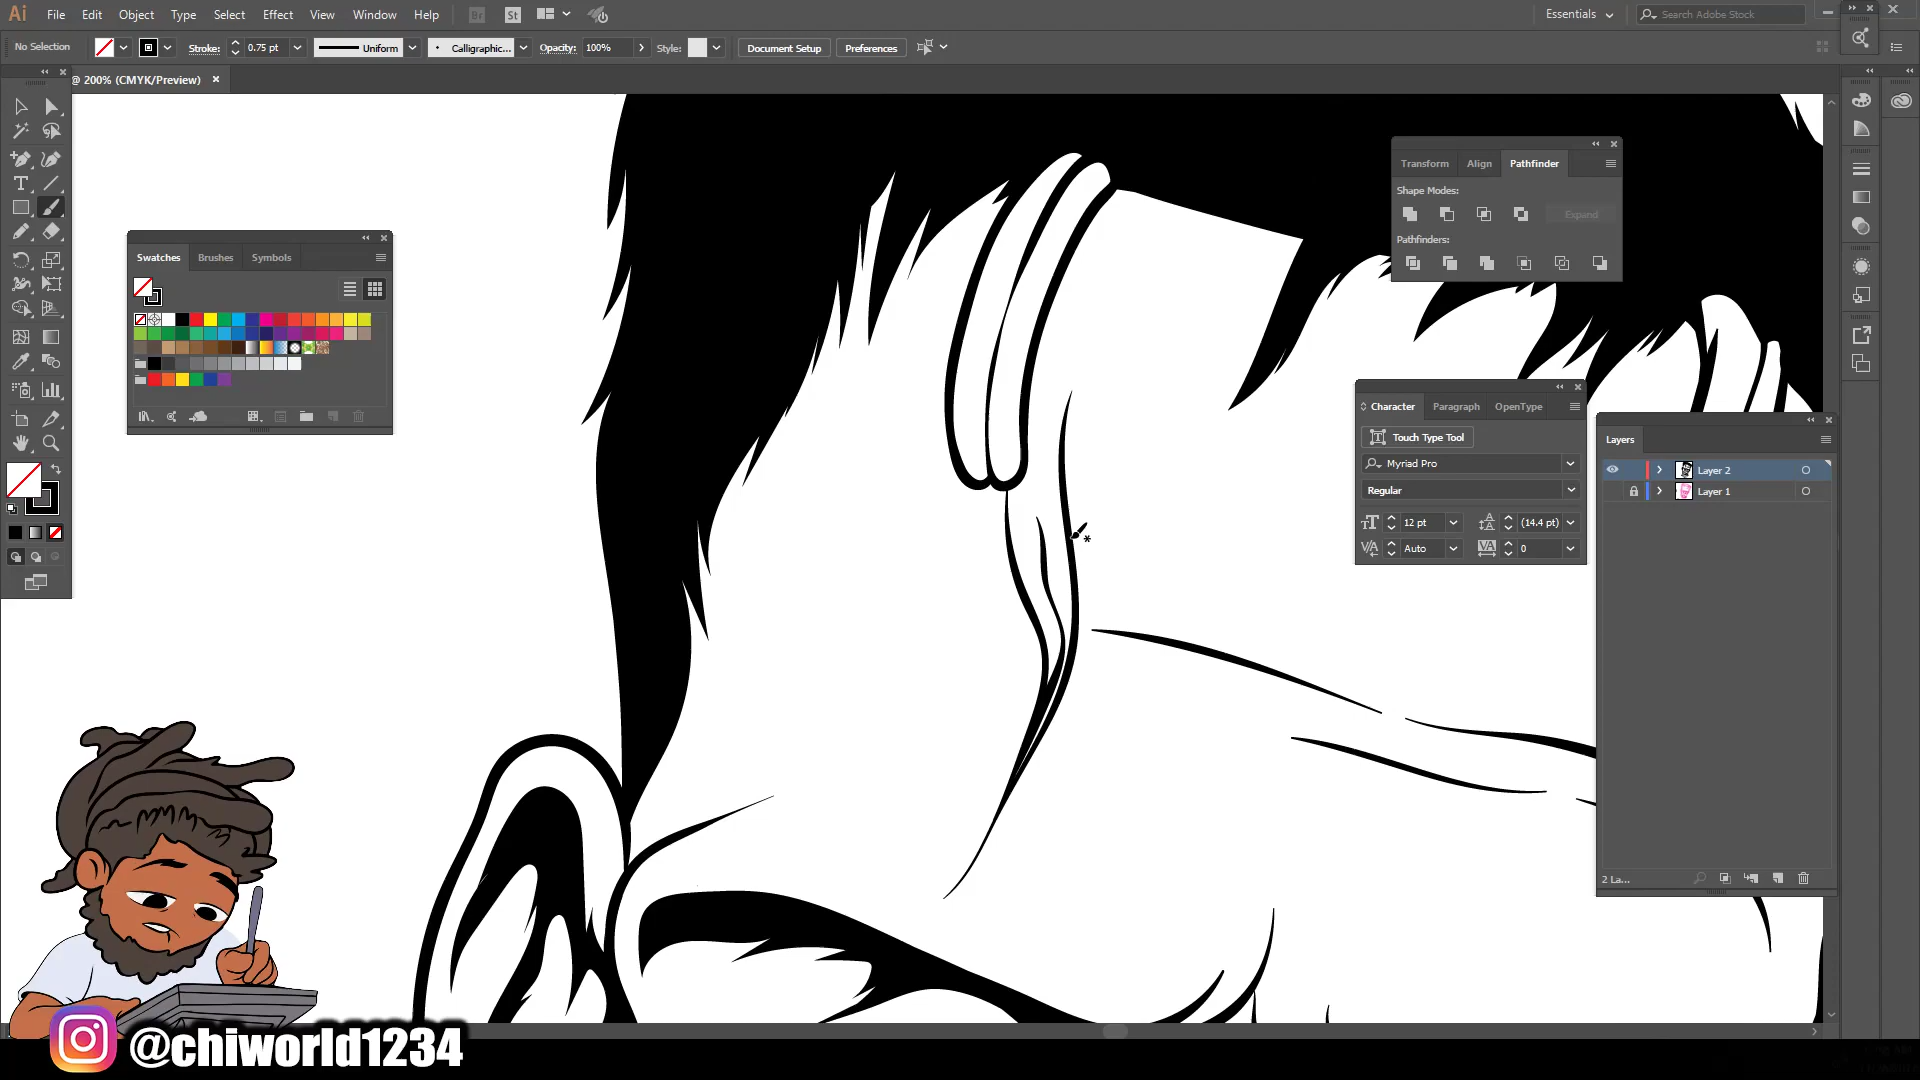 Ai File Edit Object Type Select Effect View Window Help Br St Essentials Search Adobe Stock
No Selection Stroke: 0.75 pt Uniform Calligraphic... Opacity: 100% Style: Document Setup Preferences
@ 200% (CMYK/Preview)
Transform Align Pathfinder
Shape Modes:
Expand
Pathfinders:
Swatches Brushes Symbols
Character Paragraph OpenType
Touch Type Tool
Myriad Pro
Regular
12 pt (14.4 pt)
Auto 0
Layers
Layer 2
Layer 1
2 La...
@chiworld1234